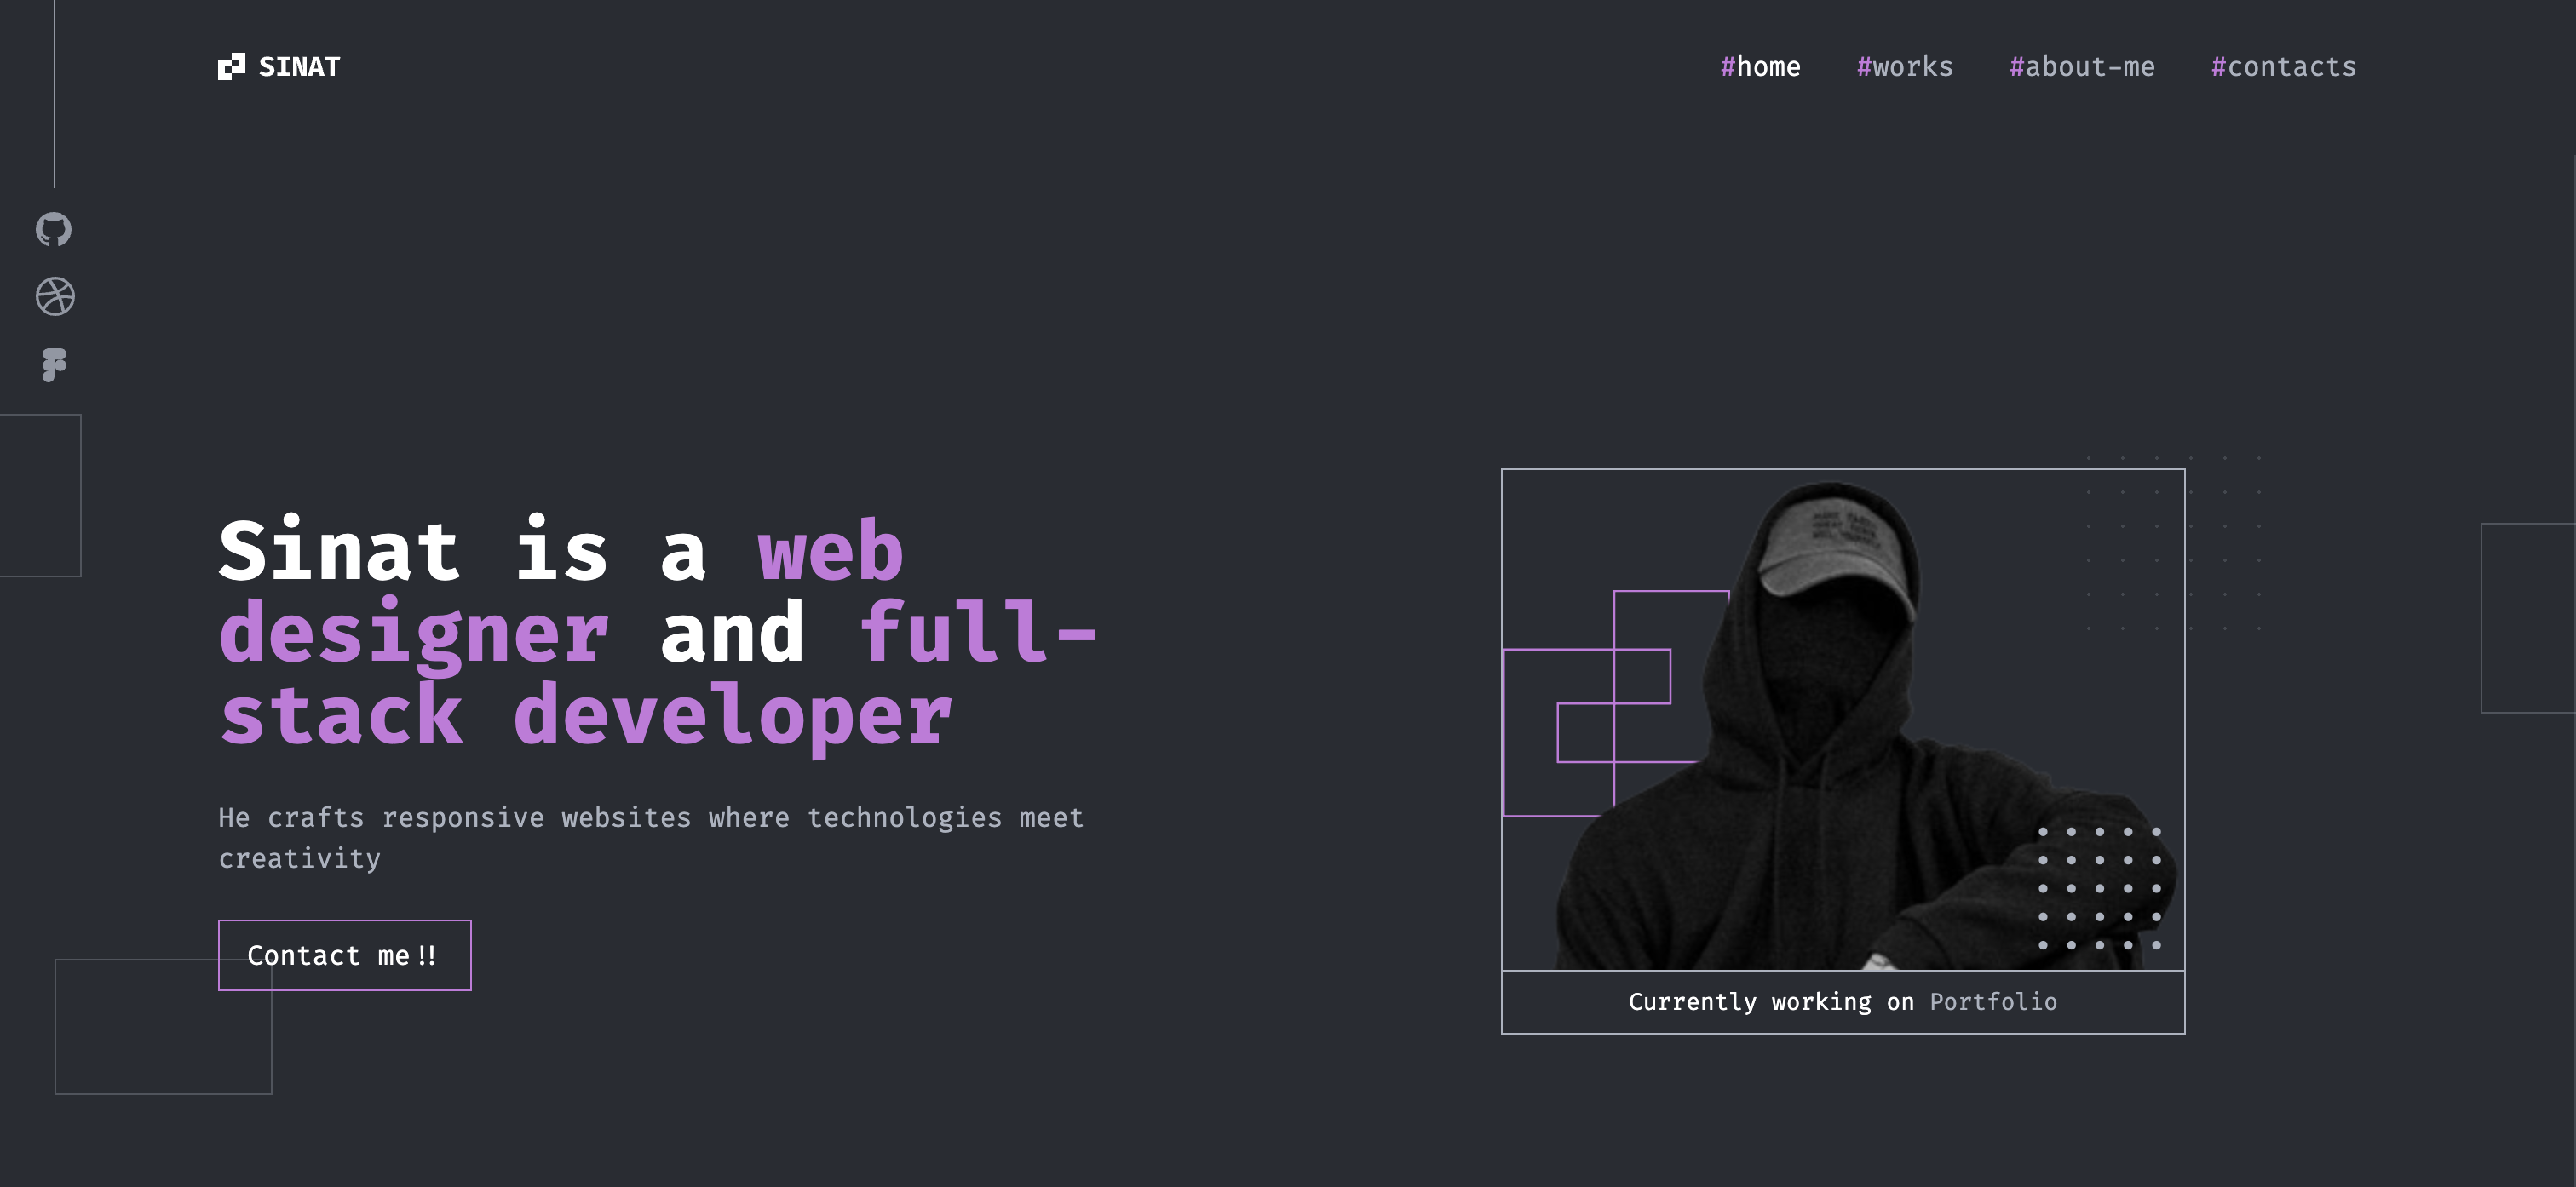 SINAT
#home #works #about-me #contacts
Sinat is a web
designer and full-
stack developer
He crafts responsive websites where technologies meet
creativity
Contact me!!
Currently working on Portfolio